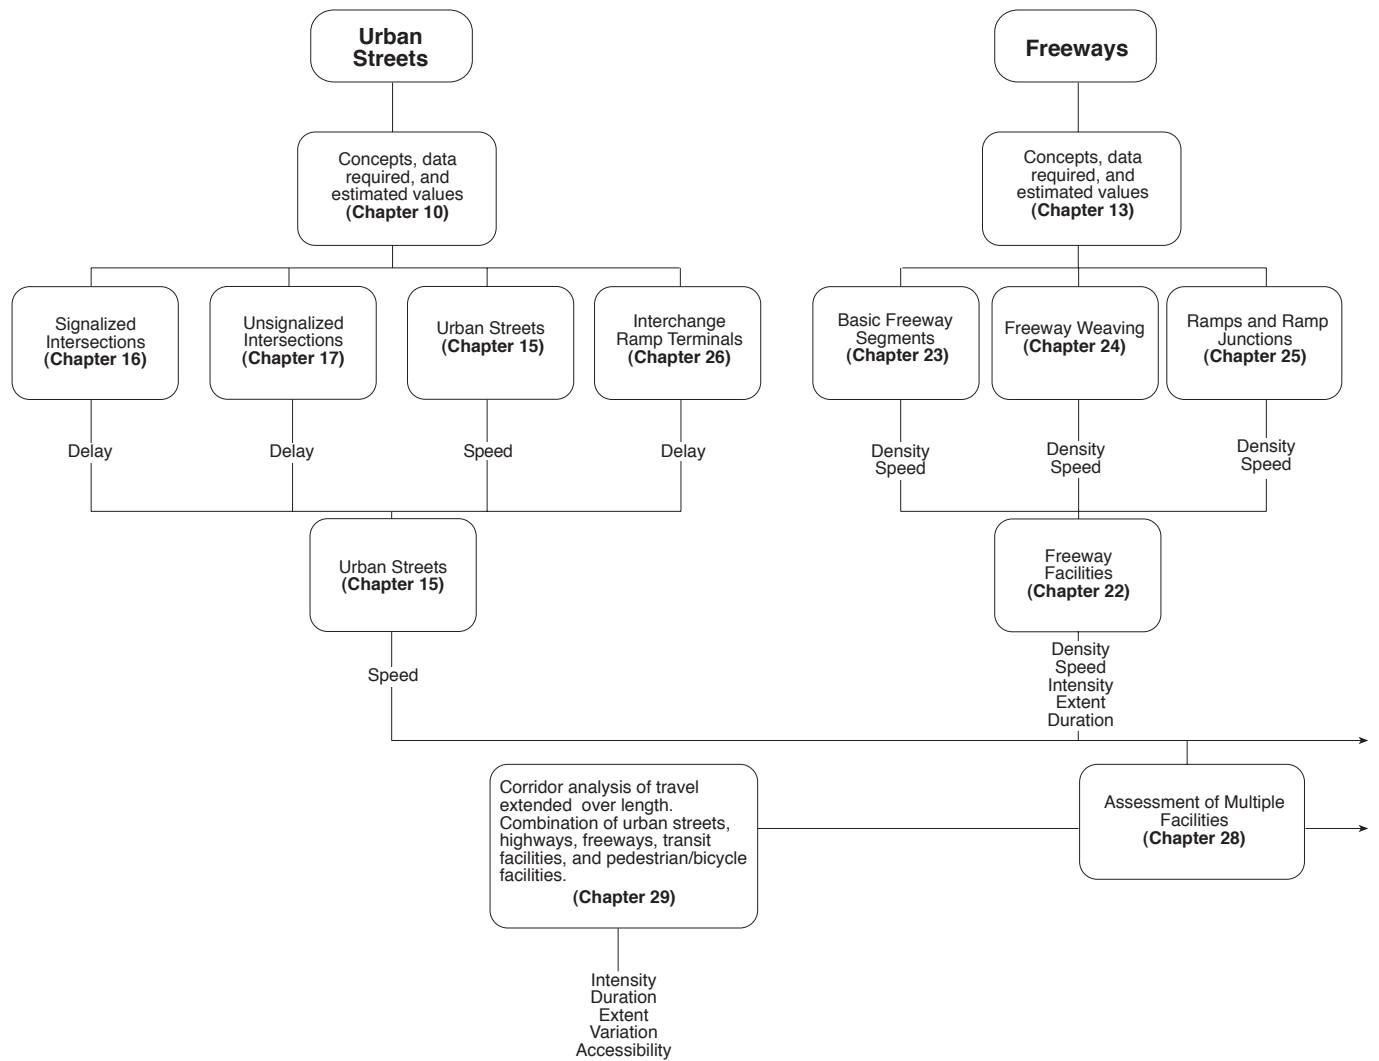 Urban
Streets
Freeways
Concepts, data
required, and
estimated values
(Chapter 10)
Concepts, data
required, and
estimated values
(Chapter 13)
Signalized
Intersections
(Chapter 16)
Unsignalized
Intersections
(Chapter 17)
Urban Streets
(Chapter 15)
Interchange
Ramp Terminals
(Chapter 26)
Basic Freeway
Segments
(Chapter 23)
Freeway Weaving
(Chapter 24)
Ramps and Ramp
Junctions
(Chapter 25)
Delay
Delay
Speed
Delay
Density
Speed
Density
Speed
Density
Speed
Urban Streets
(Chapter 15)
Freeway
Facilities
(Chapter 22)
Speed
Density
Speed
Intensity
Extent
Duration
Corridor analysis of travel
extended over length.
Combination of urban streets,
highways, freeways, transit
facilities, and pedestrian/bicycle
facilities.
(Chapter 29)
Assessment of Multiple
Facilities
(Chapter 28)
Intensity
Duration
Extent
Variation
Accessibility